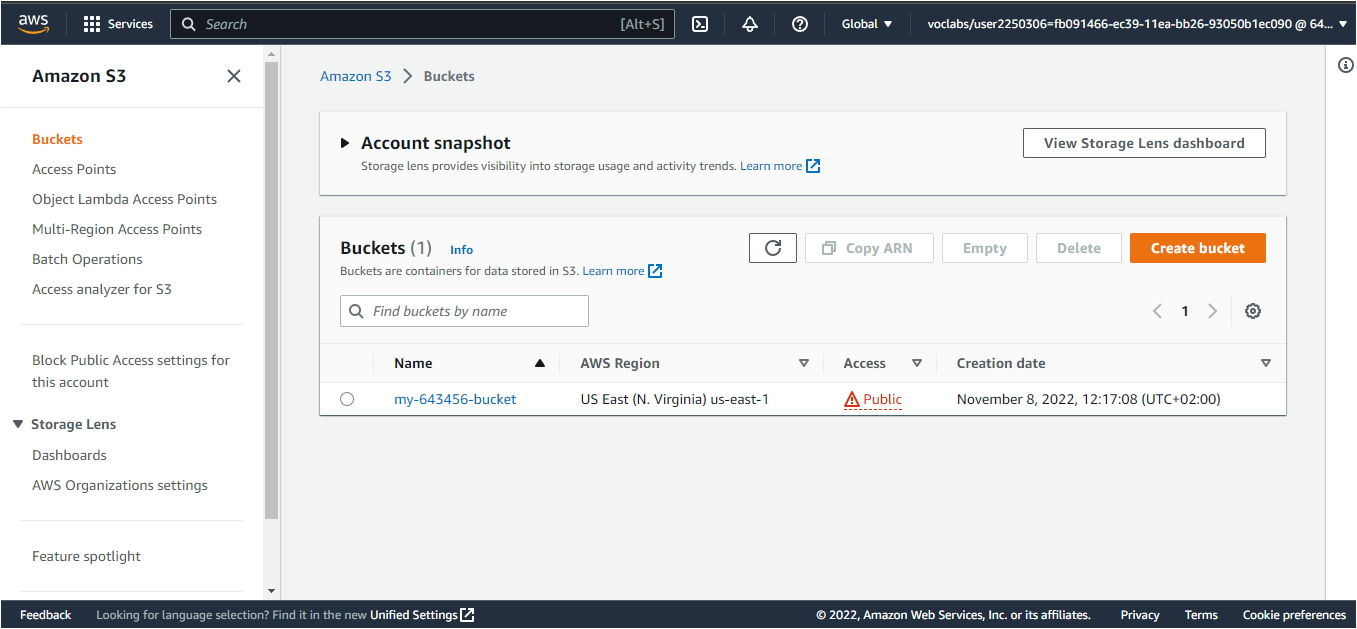 aws
Services
Search [Alt+S]
Global
voclabs/user2250306=fb091466-ec39-11ea-bb26-93050b1ec090 @ 64...
Amazon S3
Buckets
Access Points
Object Lambda Access Points
Multi-Region Access Points
Batch Operations
Access analyzer for S3
Block Public Access settings for
this account
Storage Lens
Dashboards
AWS Organizations settings
Feature spotlight
Amazon S3 > Buckets
Account snapshot
Storage lens provides visibility into storage usage and activity trends. Learn more
View Storage Lens dashboard
Buckets (1) Info
Buckets are containers for data stored in S3. Learn more
Copy ARN
Empty
Delete
Create bucket
Find buckets by name
1
Name AWS Region Access Creation date
my-643456-bucket US East (N. Virginia) us-east-1 Public November 8, 2022, 12:17:08 (UTC+02:00)
Feedback Looking for language selection? Find it in the new Unified Settings © 2022, Amazon Web Services, Inc. or its affiliates. Privacy Terms Cookie preferences